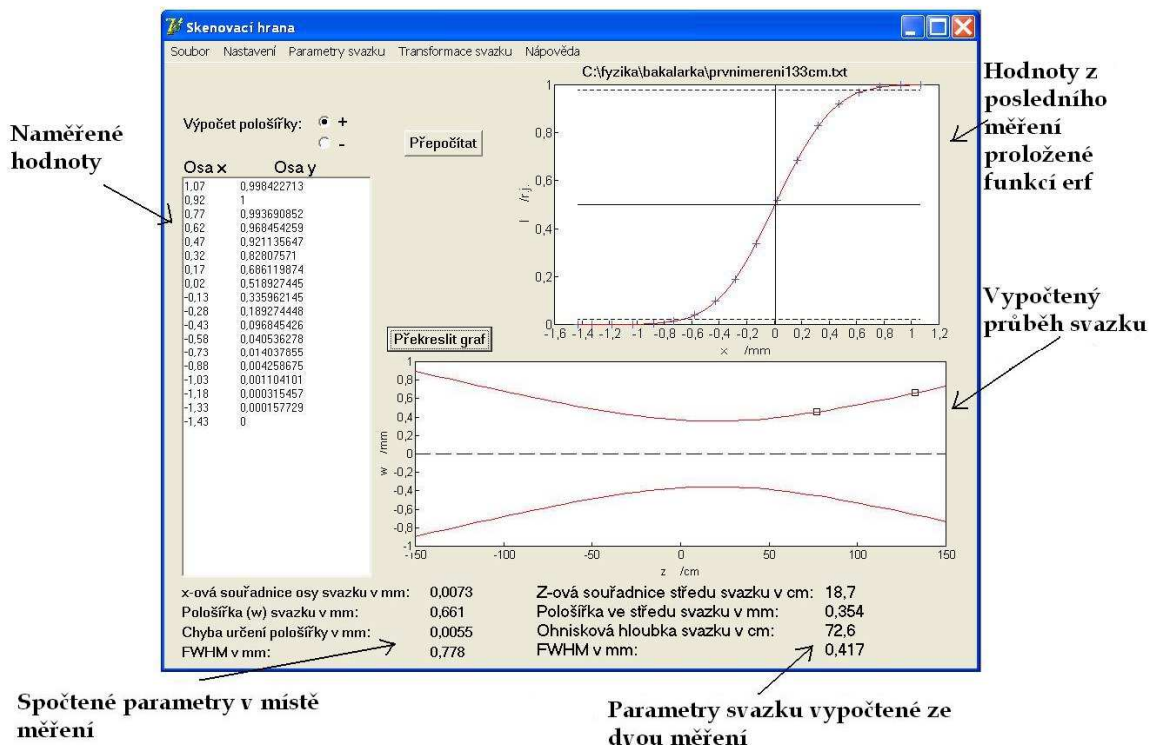 Skenovací hrana
Soubor Nastavení Parametry svazku Transformace svazku Nápověda
Naměřené
hodnoty
Výpočet pološířky: +
-
Přepočítat
Osa x Osa y
1,07 0,998422713
0,92 1
0,77 0,993690852
0,62 0,968454259
0,47 0,921135647
0,32 0,82807571
0,17 0,686119874
0,02 0,518927445
-0,13 0,335962145
-0,28 0,189274448
-0,43 0,096845426
-0,58 0,040536278
-0,73 0,014037855
-0,88 0,004258675
-1,03 0,001104101
-1,18 0,000315457
-1,33 0,000157729
-1,43 0
C:\fyzika\bakalarka\prvnimereni133cm.txt
1
0,8
0,6
0,4
0,2
0
I /r.j.
-1,6 -1,4 -1,2 -1 -0,8 -0,6 -0,4 -0,2 0 0,2 0,4 0,6 0,8 1 1,2
x /mm
Hodnoty z
posledního
měření
proložené
funkcí erf
Překreslit graf
1
0,8
0,6
0,4
0,2
0
-0,2
-0,4
-0,6
-0,8
-1
w /mm
-150 -100 -50 0 50 100 150
z /cm
Vypočtený
průběh svazku
x-ová souřadnice osy svazku v mm: 0,0073
Pološířka (w) svazku v mm: 0,661
Chyba určení pološířky v mm: 0,0055
FWHM v mm: 0,778
Z-ová souřadnice středu svazku v cm: 18,7
Pološířka ve středu svazku v mm: 0,354
Ohnisková hloubka svazku v cm: 72,6
FWHM v mm: 0,417
Spočtené parametry v místě
měření
Parametry svazku vypočtené ze
dvou měření